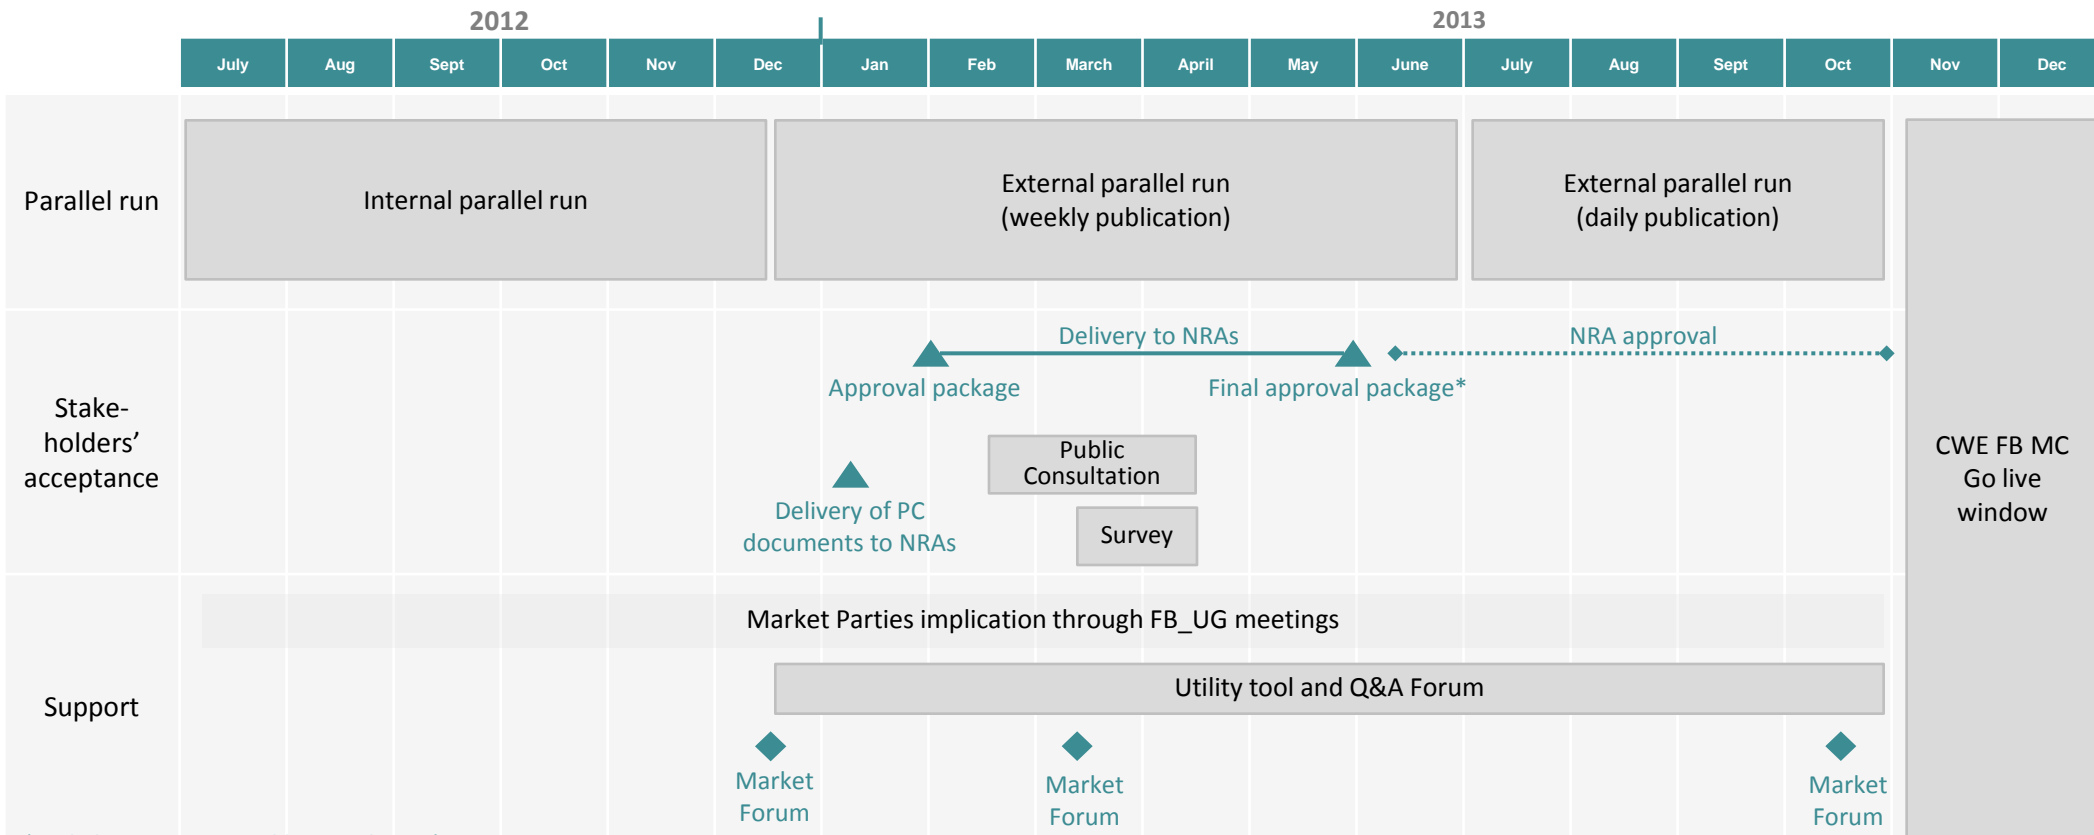 2012
2013
July Aug Sept Oct Nov Dec Jan Feb March April May June July Aug Sept Oct Nov Dec
Parallel run
Internal parallel run
External parallel run
(weekly publication)
External parallel run
(daily publication)
Stake-
holders’
acceptance
Delivery to NRAs
NRA approval
Approval package
Final approval package*
Public
Consultation
Delivery of PC
documents to NRAs
Survey
CWE FB MC
Go live
window
Support
Market Parties implication through FB_UG meetings
Utility tool and Q&A Forum
Market
Forum
Market
Forum
Market
Forum